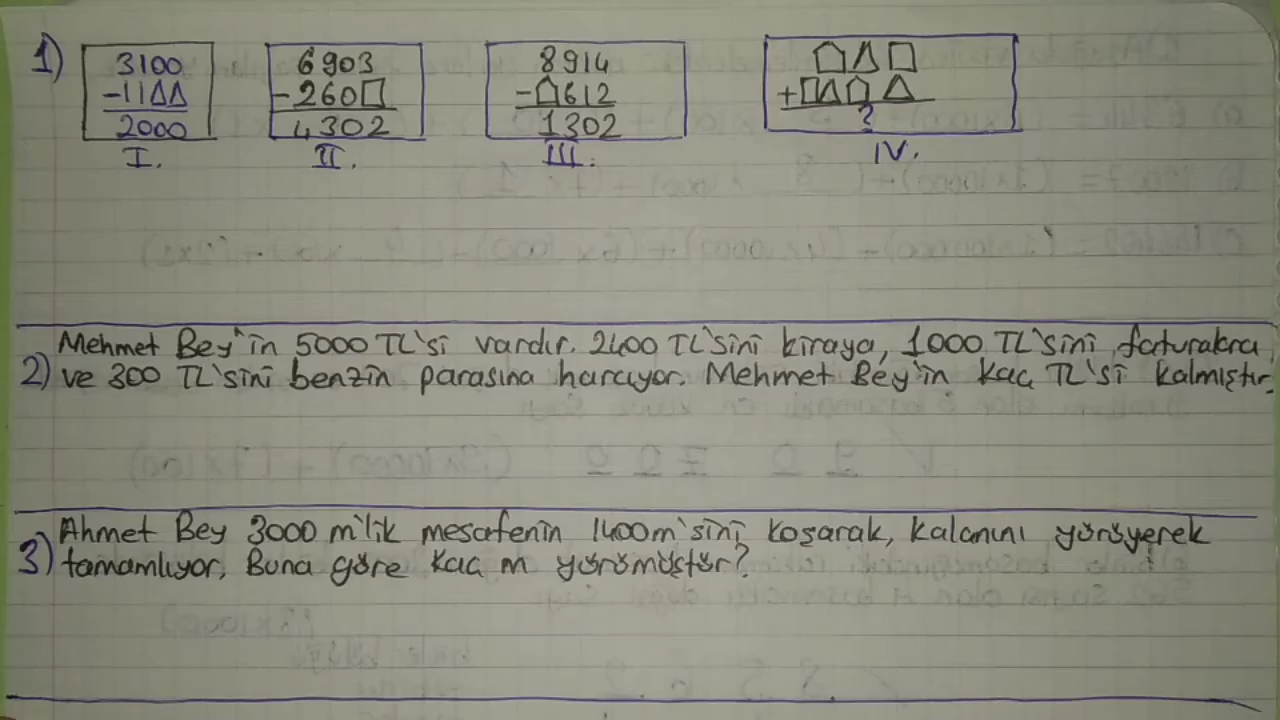 1) 3100 6903 8914 ⌂△□
-11△△ -260□ -⌂612 +□△⌂△
2000 4302 1302 ?
I. II. III. IV.
Mehmet Bey'in 5000 TL'si vardır. 2400 TL'sini kiraya, 1000 TL'sini faturalara
2) ve 300 TL'sini benzin parasına harcıyor. Mehmet Bey'in kaç TL'si kalmıştır.
Ahmet Bey 3000 m'lik mesafenin 1400m'sini koşarak, kalanını yürüyerek
3) tamamlıyor. Buna göre kaç m yürümüştür?